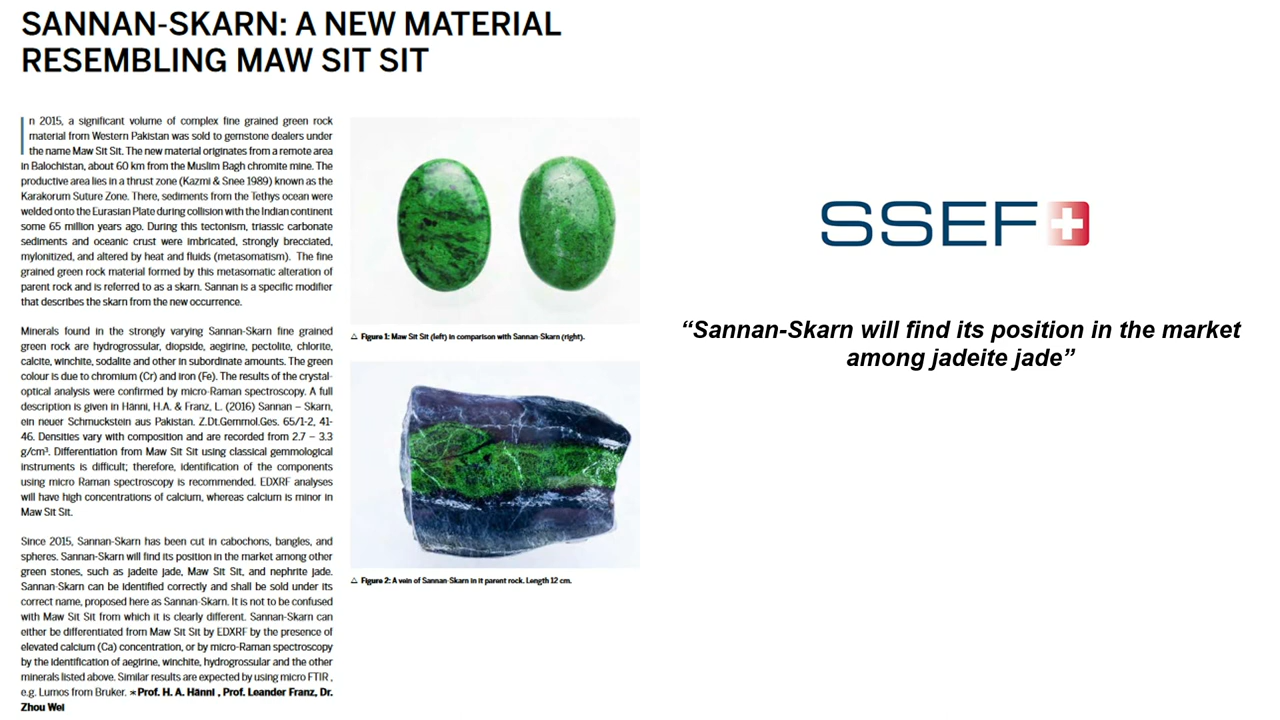 SANNAN-SKARN: A NEW MATERIAL
RESEMBLING MAW SIT SIT
In 2015, a significant volume of complex fine grained green rock
material from Western Pakistan was sold to gemstone dealers under
the name Maw Sit Sit. The new material originates from a remote area
in Balochistan, about 60 km from the Muslim Bagh chromite mine. The
productive area lies in a thrust zone (Kazmi & Snee 1989) known as the
Karakorum Suture Zone. There, sediments from the Tethys ocean were
welded onto the Eurasian Plate during collision with the Indian continent
some 65 million years ago. During this tectonism, triassic carbonate
sediments and oceanic crust were imbricated, strongly brecciated,
mylonitized, and altered by heat and fluids (metasomatism). The fine
grained green rock material formed by this metasomatic alteration of
parent rock and is referred to as a skarn. Sannan is a specific modifier
that describes the skarn from the new occurrence.
Minerals found in the strongly varying Sannan-Skarn fine grained
green rock are hydrogrossular, diopside, aegirine, pectolite, chlorite,
calcite, winchite, sodalite and other in subordinate amounts. The green
colour is due to chromium (Cr) and iron (Fe). The results of the crystal-
optical analysis were confirmed by micro-Raman spectroscopy. A full
description is given in Hänni, H.A. & Franz, L. (2016) Sannan – Skarn,
ein neuer Schmuckstein aus Pakistan. Z.Dt.Gemmol.Ges. 65/1-2, 41-
46. Densities vary with composition and are recorded from 2.7 – 3.3
g/cm³. Differentiation from Maw Sit Sit using classical gemmological
instruments is difficult; therefore, identification of the components
using micro Raman spectroscopy is recommended. EDXRF analyses
will have high concentrations of calcium, whereas calcium is minor in
Maw Sit Sit.
Since 2015, Sannan-Skarn has been cut in cabochons, bangles, and
spheres. Sannan-Skarn will find its position in the market among other
green stones, such as jadeite jade, Maw Sit Sit, and nephrite jade.
Sannan-Skarn can be identified correctly and shall be sold under its
correct name, proposed here as Sannan-Skarn. It is not to be confused
with Maw Sit Sit from which it is clearly different. Sannan-Skarn can
either be differentiated from Maw Sit Sit by EDXRF by the presence of
elevated calcium (Ca) concentration, or by micro-Raman spectroscopy
by the identification of aegirine, winchite, hydrogrossular and the other
minerals listed above. Similar results are expected by using micro FTIR ,
e.g. Lumos from Bruker. ∗Prof. H. A. Hänni , Prof. Leander Franz, Dr.
Zhou Wei
△ Figure 1: Maw Sit Sit (left) in comparison with Sannan-Skarn (right).
△ Figure 2: A vein of Sannan-Skarn in it parent rock. Length 12 cm.
SSEF
“Sannan-Skarn will find its position in the market
among jadeite jade”